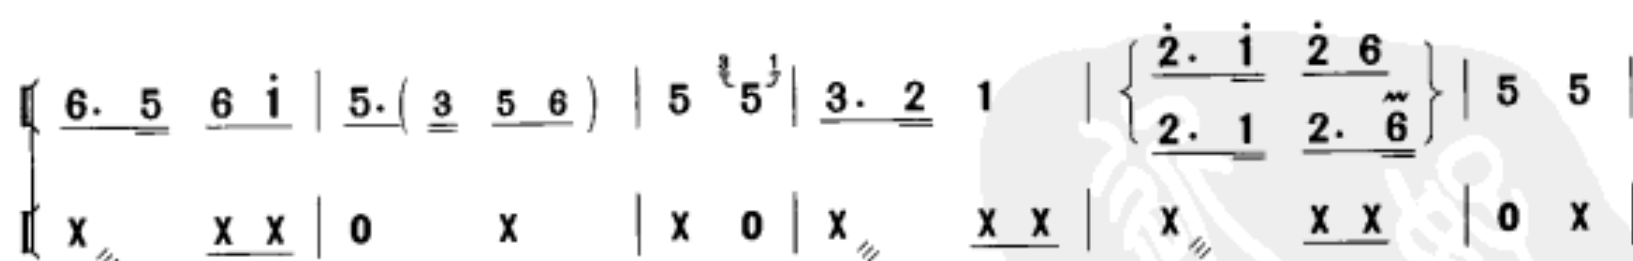 6. 5 6 i̇ | 5. ( 3 5 6 ) | 5 ³5¹ | 3. 2 1 | { 2̇. i̇ 2̇ 6 / 2. 1 2. 6 } | 5 5 |
X X X | 0 X | X 0 | X X X | X X X | 0 X |